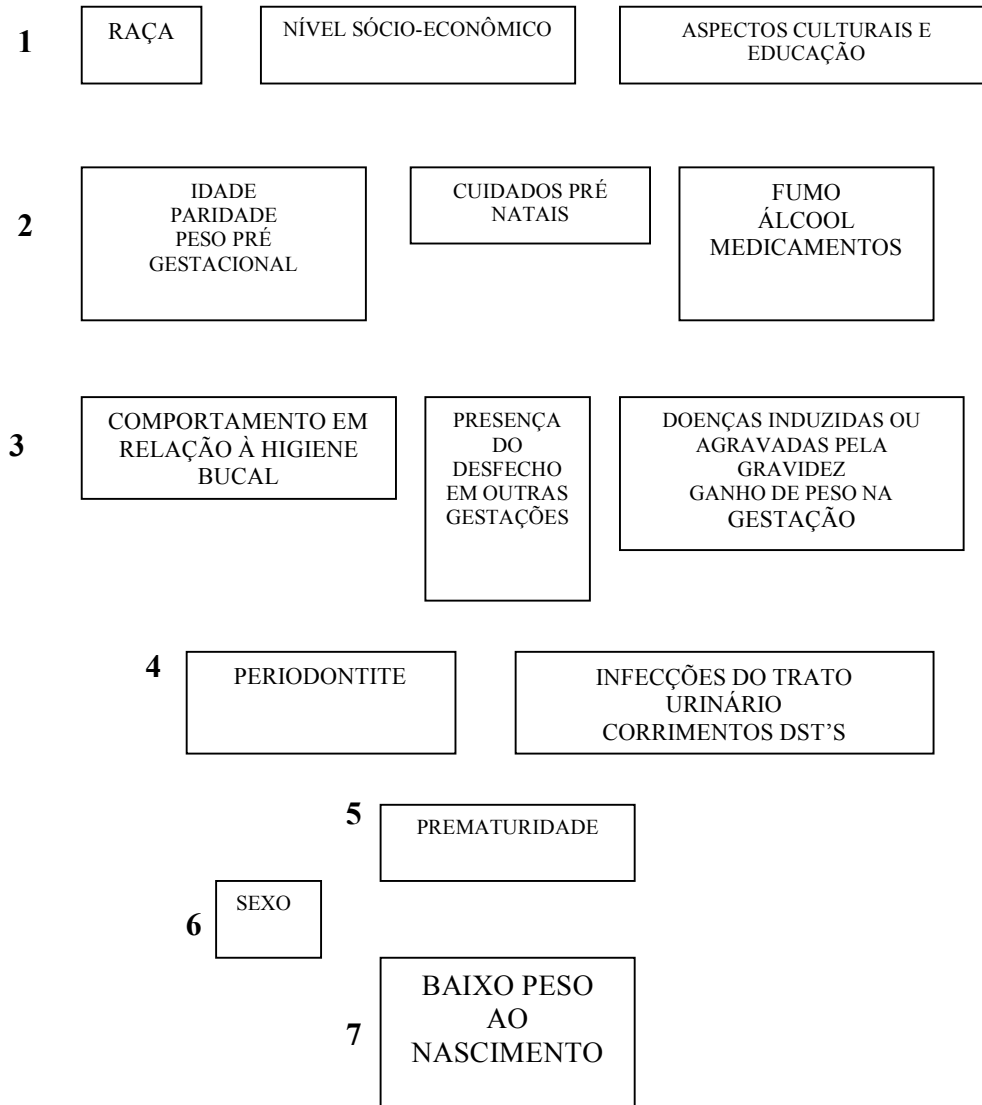 1
RAÇA
NÍVEL SÓCIO-ECONÔMICO
ASPECTOS CULTURAIS E
EDUCAÇÃO
2
IDADE
PARIDADE
PESO PRÉ
GESTACIONAL
CUIDADOS PRÉ
NATAIS
FUMO
ÁLCOOL
MEDICAMENTOS
3
COMPORTAMENTO EM
RELAÇÃO À HIGIENE
BUCAL
PRESENÇA
DO
DESFECHO
EM OUTRAS
GESTAÇÕES
DOENÇAS INDUZIDAS OU
AGRAVADAS PELA
GRAVIDEZ
GANHO DE PESO NA
GESTAÇÃO
4
PERIODONTITE
INFECÇÕES DO TRATO
URINÁRIO
CORRIMENTOS DST'S
5
PREMATURIDADE
6
SEXO
7
BAIXO PESO
AO
NASCIMENTO